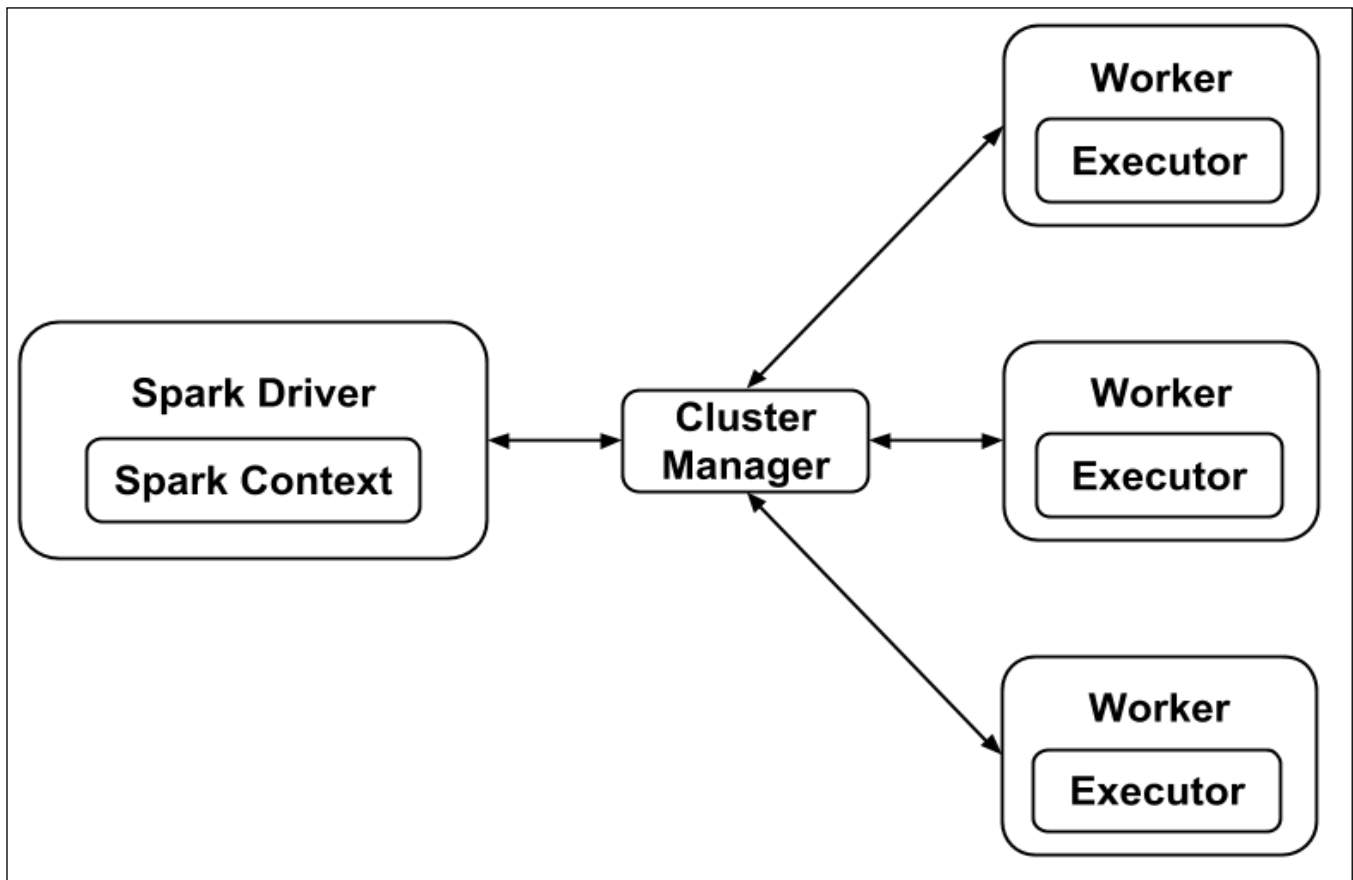 Worker
Executor
Spark Driver
Spark Context
Cluster
Manager
Worker
Executor
Worker
Executor